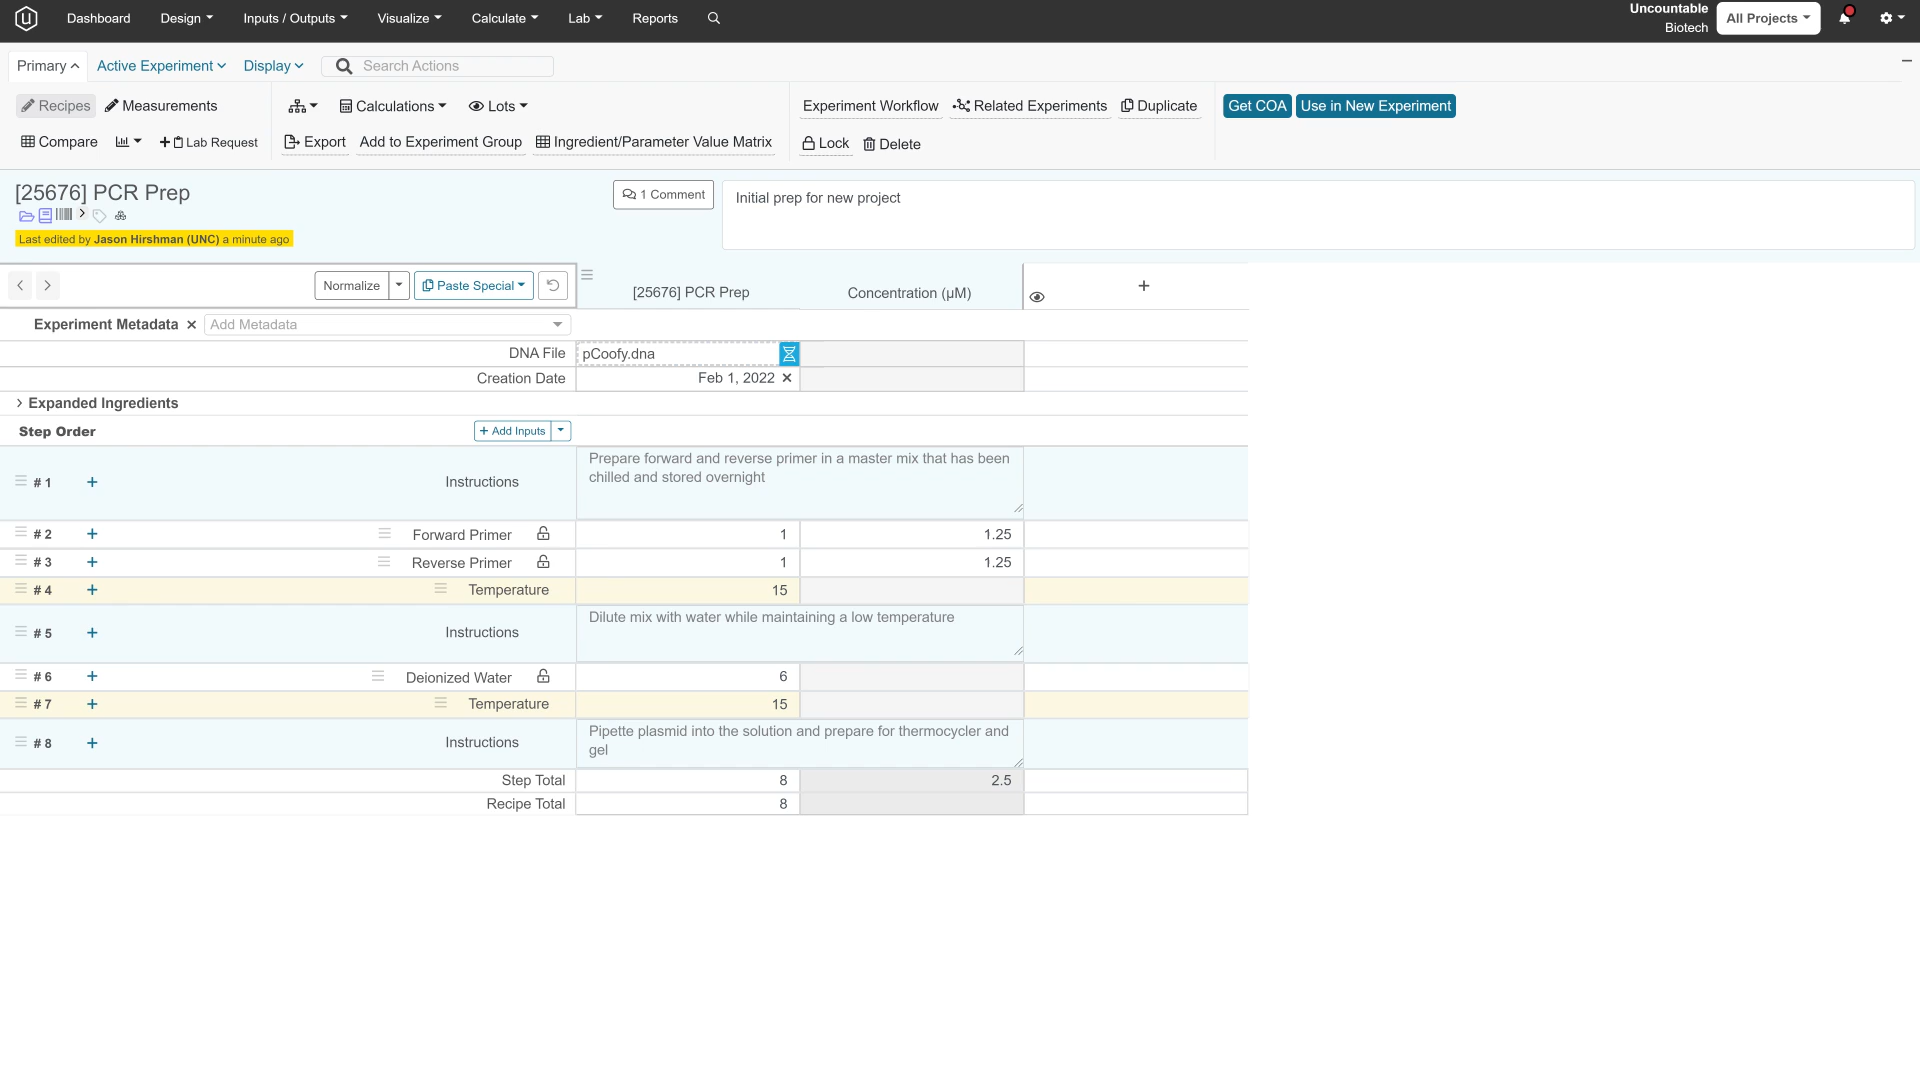 Dashboard Design Inputs / Outputs Visualize Calculate Lab Reports
Uncountable
Biotech
All Projects
Primary Active Experiment Display Search Actions
Recipes Measurements Calculations Lots Experiment Workflow Related Experiments Duplicate Get COA Use in New Experiment
Compare + Lab Request Export Add to Experiment Group Ingredient/Parameter Value Matrix Lock Delete
[25676] PCR Prep
1 Comment
Initial prep for new project
Last edited by Jason Hirshman (UNC) a minute ago
Normalize Paste Special
[25676] PCR Prep Concentration (µM) +
Experiment Metadata × Add Metadata
DNA File pCoofy.dna
Creation Date Feb 1, 2022 ×
Expanded Ingredients
Step Order + Add Inputs
# 1 + Instructions
Prepare forward and reverse primer in a master mix that has been
chilled and stored overnight
# 2 + Forward Primer 1 1.25
# 3 + Reverse Primer 1 1.25
# 4 + Temperature 15
# 5 + Instructions
Dilute mix with water while maintaining a low temperature
# 6 + Deionized Water 6
# 7 + Temperature 15
# 8 + Instructions
Pipette plasmid into the solution and prepare for thermocycler and
gel
Step Total 8 2.5
Recipe Total 8